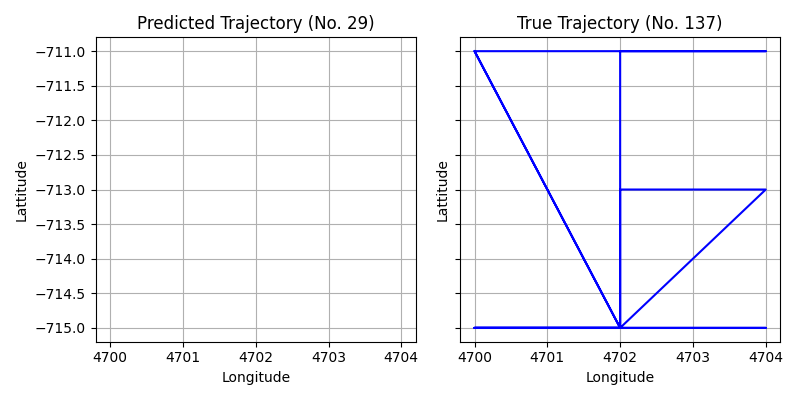 Predicted Trajectory (No. 29)
Lattitude
−711.0
−711.5
−712.0
−712.5
−713.0
−713.5
−714.0
−714.5
−715.0
4700 4701 4702 4703 4704
Longitude
True Trajectory (No. 137)
Lattitude
4700 4701 4702 4703 4704
Longitude